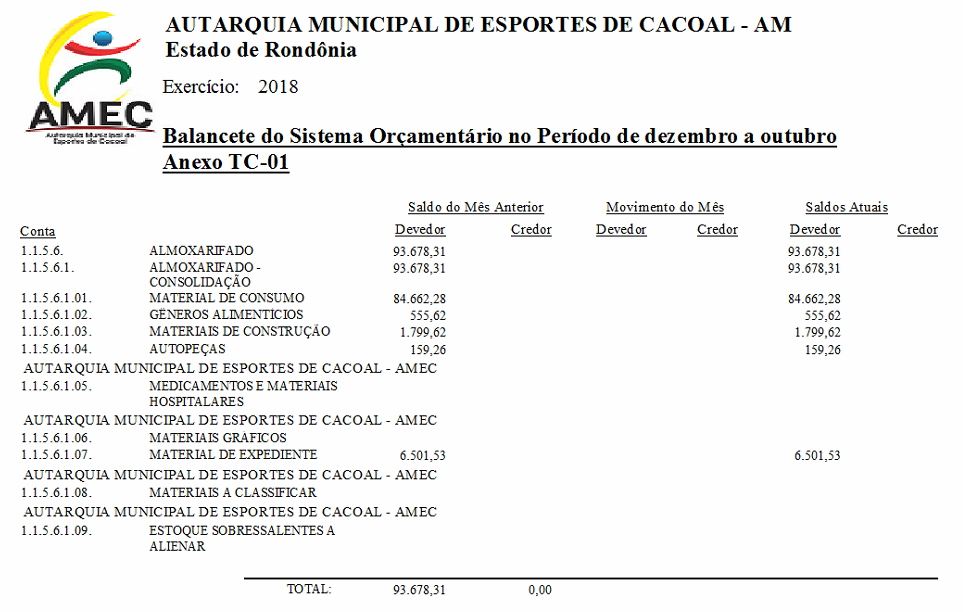 AUTARQUIA MUNICIPAL DE ESPORTES DE CACOAL - AM
Estado de Rondônia
Exercício: 2018
AMEC
Autarquia Municipal de
Esportes de Cacoal
Balancete do Sistema Orçamentário no Período de dezembro a outubro
Anexo TC-01
Saldo do Mês Anterior Movimento do Mês Saldos Atuais
Conta Devedor Credor Devedor Credor Devedor Credor
1.1.5.6. ALMOXARIFADO 93.678,31 93.678,31
1.1.5.6.1. ALMOXARIFADO - 93.678,31 93.678,31
CONSOLIDAÇÃO
1.1.5.6.1.01. MATERIAL DE CONSUMO 84.662,28 84.662,28
1.1.5.6.1.02. GÊNEROS ALIMENTÍCIOS 555,62 555,62
1.1.5.6.1.03. MATERIAIS DE CONSTRUÇÃO 1.799,62 1.799,62
1.1.5.6.1.04. AUTOPEÇAS 159,26 159,26
AUTARQUIA MUNICIPAL DE ESPORTES DE CACOAL - AMEC
1.1.5.6.1.05. MEDICAMENTOS E MATERIAIS
HOSPITALARES
AUTARQUIA MUNICIPAL DE ESPORTES DE CACOAL - AMEC
1.1.5.6.1.06. MATERIAIS GRÁFICOS
1.1.5.6.1.07. MATERIAL DE EXPEDIENTE 6.501,53 6.501,53
AUTARQUIA MUNICIPAL DE ESPORTES DE CACOAL - AMEC
1.1.5.6.1.08. MATERIAIS A CLASSIFICAR
AUTARQUIA MUNICIPAL DE ESPORTES DE CACOAL - AMEC
1.1.5.6.1.09. ESTOQUE SOBRESSALENTES A
ALIENAR
TOTAL: 93.678,31 0,00